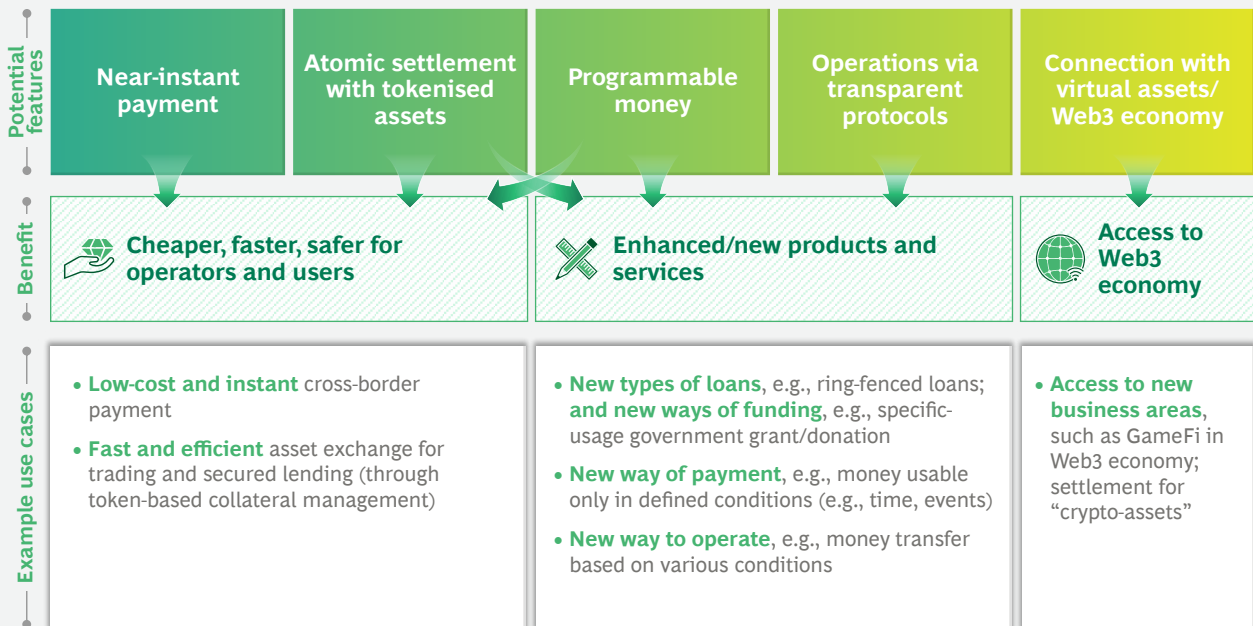 Potential
features
Near-instant
payment
Atomic settlement
with tokenised
assets
Programmable
money
Operations via
transparent
protocols
Connection with
virtual assets/
Web3 economy
Benefit
Cheaper, faster, safer for
operators and users
Enhanced/new products and
services
Access to
Web3
economy
Example use cases
• Low-cost and instant cross-border
payment
• Fast and efficient asset exchange for
trading and secured lending (through
token-based collateral management)
• New types of loans, e.g., ring-fenced loans;
and new ways of funding, e.g., specific-
usage government grant/donation
• New way of payment, e.g., money usable
only in defined conditions (e.g., time, events)
• New way to operate, e.g., money transfer
based on various conditions
• Access to new
business areas,
such as GameFi in
Web3 economy;
settlement for
“crypto-assets”